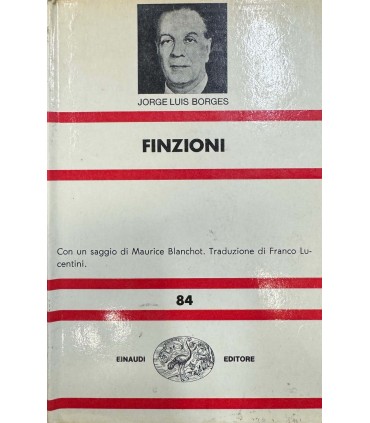 JORGE LUIS BORGES
FINZIONI
Con un saggio di Maurice Blanchot. Traduzione di Franco Lu-
centini.
84
EINAUDI EDITORE